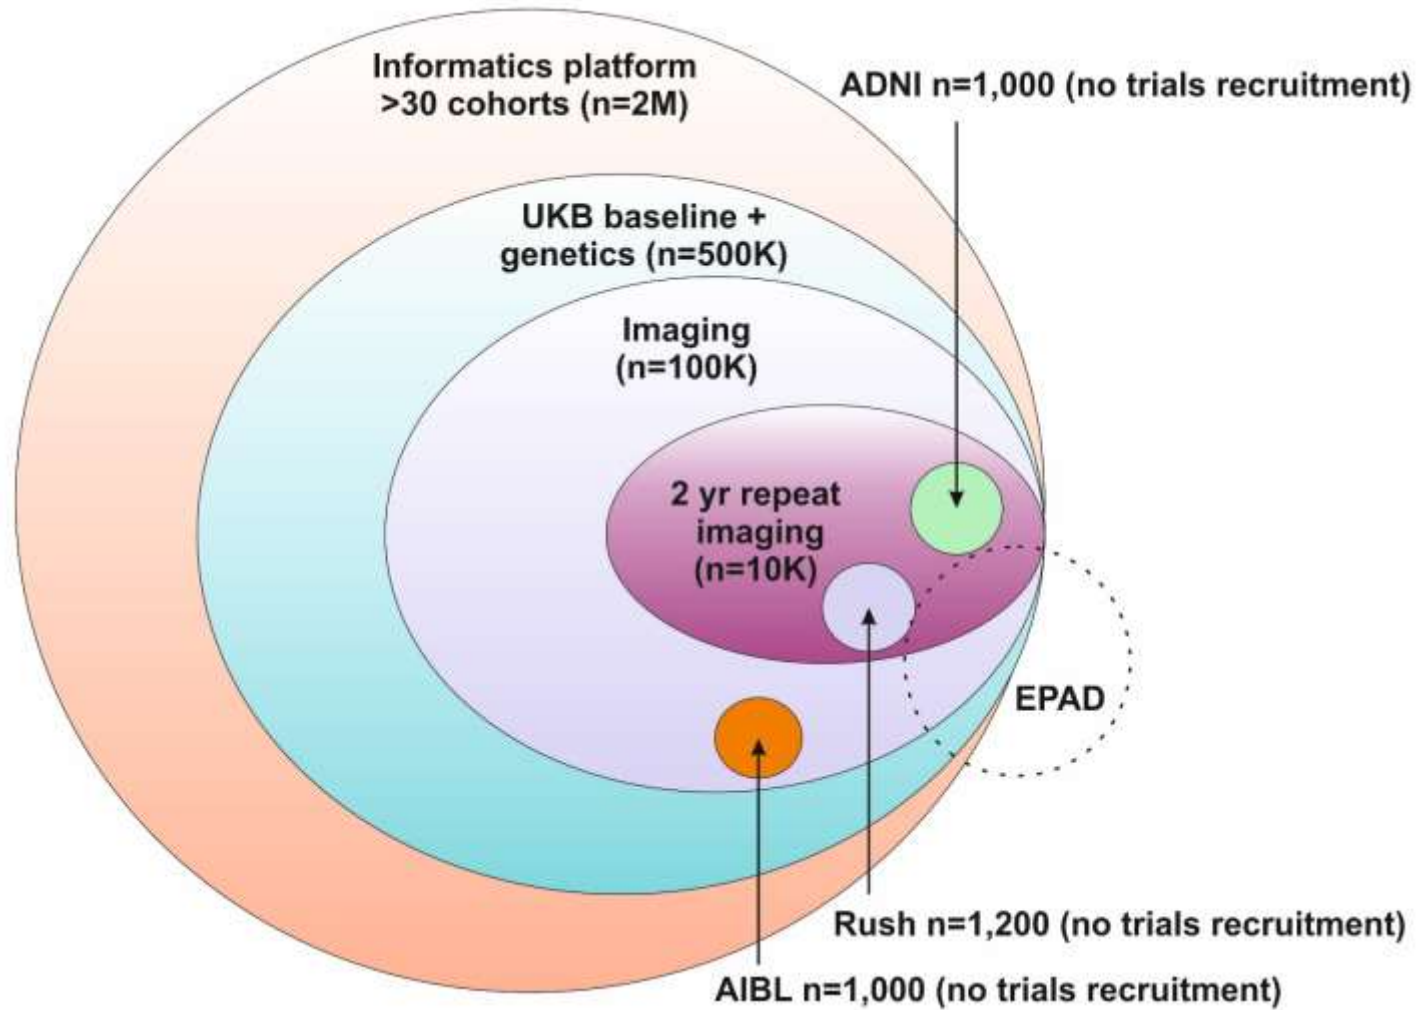 Informatics platform
>30 cohorts (n=2M)
ADNI n=1,000 (no trials recruitment)
UKB baseline +
genetics (n=500K)
Imaging
(n=100K)
2 yr repeat
imaging
(n=10K)
EPAD
Rush n=1,200 (no trials recruitment)
AIBL n=1,000 (no trials recruitment)